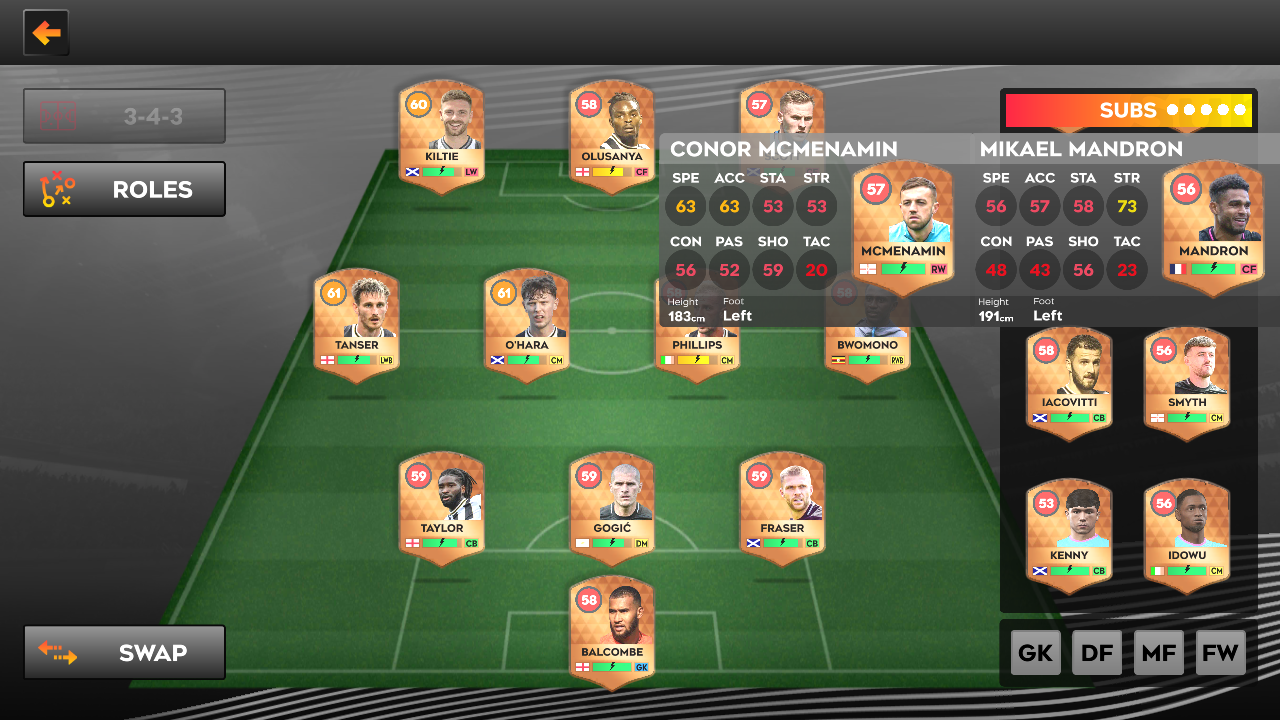 3-4-3
ROLES
SWAP
60
KILTIE
LW
58
OLUSANYA
CF
57
SUBS
CONOR MCMENAMIN
SPE ACC STA STR
63 63 53 53
CON PAS SHO TAC
56 52 59 20
Height Foot
183cm Left
57
MCMENAMIN
RW
MIKAEL MANDRON
SPE ACC STA STR
56 57 58 73
CON PAS SHO TAC
48 43 56 23
Height Foot
191cm Left
56
MANDRON
CF
61
TANSER
LWB
61
O'HARA
CM
PHILLIPS
CM
58
BWOMONO
RWB
58
IACOVITTI
CB
56
SMYTH
CM
59
TAYLOR
CB
59
GOGIĆ
DM
59
FRASER
CB
53
KENNY
CB
56
IDOWU
CM
58
BALCOMBE
GK
GK DF MF FW